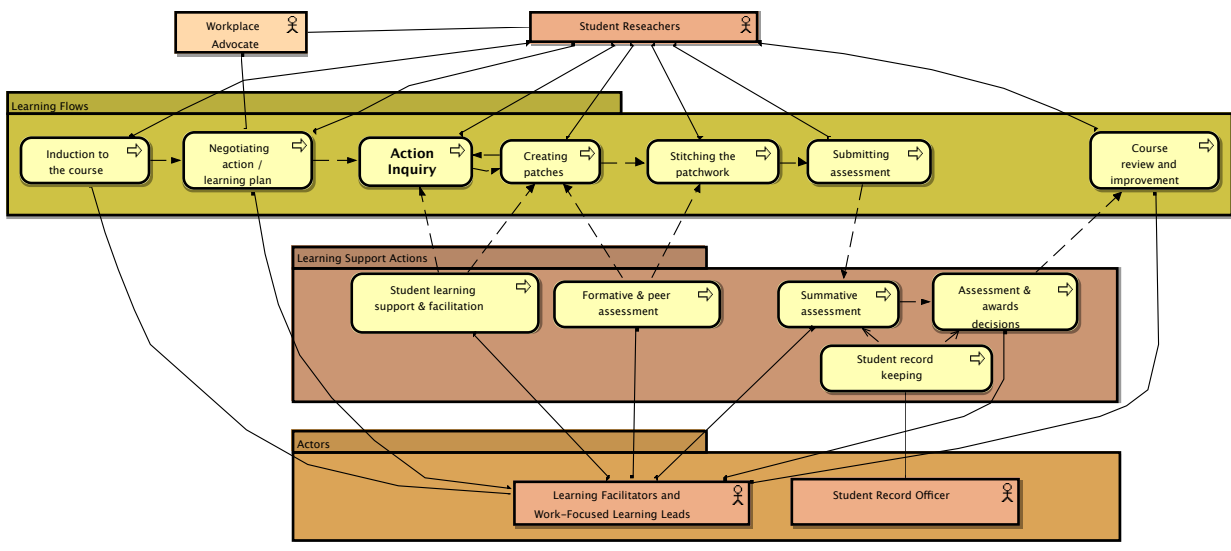 Workplace
Advocate
Student Reseachers
Learning Flows
Induction to
the course
Negotiating
action /
learning plan
Action
Inquiry
Creating
patches
Stitching the
patchwork
Submitting
assessment
Course
review and
improvement
Learning Support Actions
Student learning
support & facilitation
Formative & peer
assessment
Summative
assessment
Assessment &
awards
decisions
Student record
keeping
Actors
Learning Facilitators and
Work-Focused Learning Leads
Student Record Officer